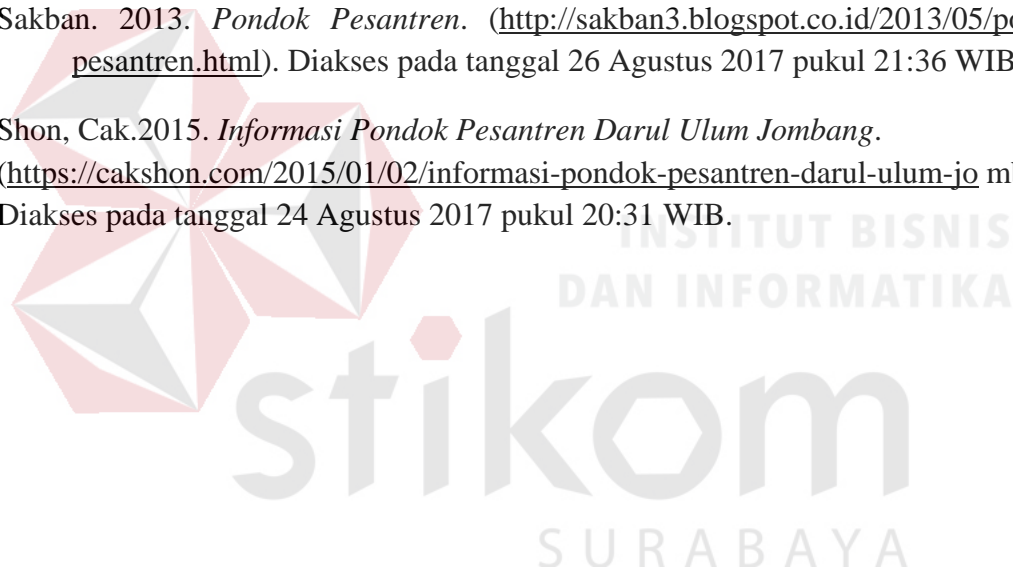 Sakban. 2013. Pondok Pesantren. (http://sakban3.blogspot.co.id/2013/05/po
pesantren.html). Diakses pada tanggal 26 Agustus 2017 pukul 21:36 WIB
Shon, Cak.2015. Informasi Pondok Pesantren Darul Ulum Jombang.
(https://cakshon.com/2015/01/02/informasi-pondok-pesantren-darul-ulum-jo
Diakses pada tanggal 24 Agustus 2017 pukul 20:31 WIB.
INSTITUT BISNIS
DAN INFORMATIKA
stikom
SURABAYA